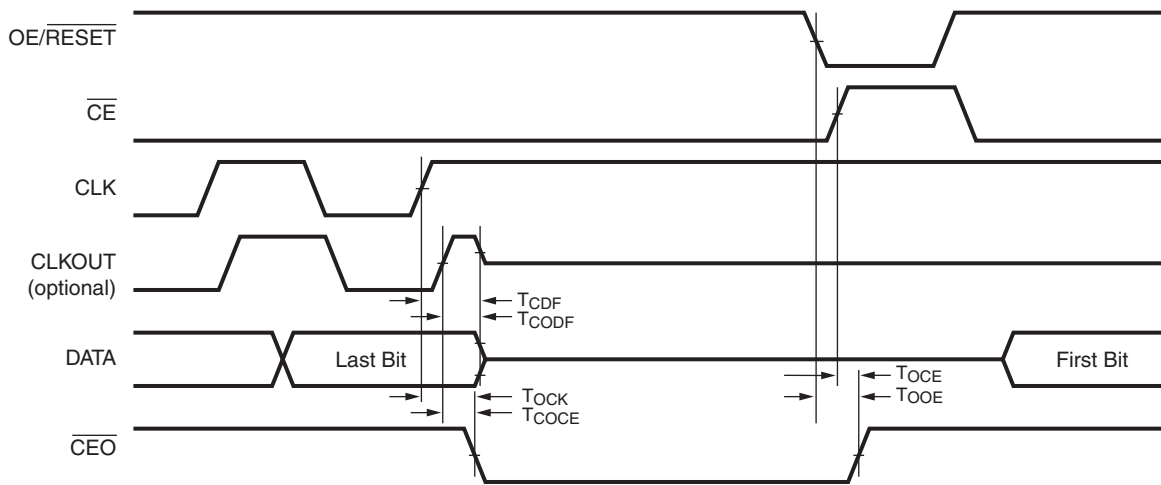 OE/RESET
CE
CLK
CLKOUT
(optional)
TCDF
TCODF
DATA
Last Bit
First Bit
TOCE
TOOE
TOCK
TCOCE
CEO